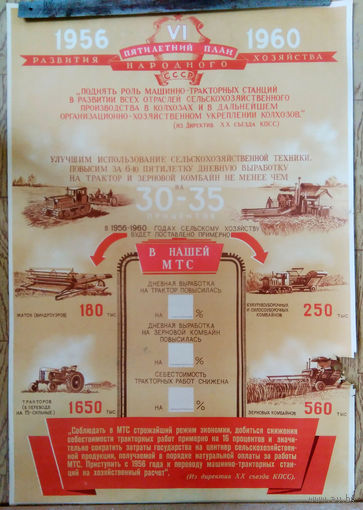 1956 VI 1960
ПЯТИЛЕТНИЙ ПЛАН
РАЗВИТИЯ НАРОДНОГО ХОЗЯЙСТВА
СССР
„ПОДНЯТЬ РОЛЬ МАШИННО-ТРАКТОРНЫХ СТАНЦИЙ
В РАЗВИТИИ ВСЕХ ОТРАСЛЕЙ СЕЛЬСКОХОЗЯЙСТВЕННОГО
ПРОИЗВОДСТВА В КОЛХОЗАХ И В ДАЛЬНЕЙШЕМ
ОРГАНИЗАЦИОННО-ХОЗЯЙСТВЕННОМ УКРЕПЛЕНИИ КОЛХОЗОВ."
(ИЗ ДИРЕКТИВ XX СЪЕЗДА КПСС)
УЛУЧШИМ ИСПОЛЬЗОВАНИЕ СЕЛЬСКОХОЗЯЙСТВЕННОЙ ТЕХНИКИ.
ПОВЫСИМ ЗА 6-ю ПЯТИЛЕТКУ ДНЕВНУЮ ВЫРАБОТКУ
НА ТРАКТОР И ЗЕРНОВОЙ КОМБАЙН НЕ МЕНЕЕ ЧЕМ
НА
30-35
ПРОЦЕНТОВ
В 1956-1960 ГОДАХ СЕЛЬСКОМУ ХОЗЯЙСТВУ
БУДЕТ ПОСТАВЛЕНО ПРИМЕРНО
В НАШЕЙ
МТС
ЖАТОК (ВИНДРОУЭРОВ) 180 ТЫС
КУКУРУЗОУБОРОЧНЫХ
И СИЛОСОУБОРОЧНЫХ
КОМБАЙНОВ 250 ТЫС
ДНЕВНАЯ ВЫРАБОТКА
НА ТРАКТОР ПОВЫСИЛАСЬ
НА %
ДНЕВНАЯ ВЫРАБОТКА
НА ЗЕРНОВОЙ КОМБАЙН
ПОВЫСИЛАСЬ
НА %
СЕБЕСТОИМОСТЬ
ТРАКТОРНЫХ РАБОТ СНИЖЕНА
НА %
ТРАКТОРОВ
(В ПЕРЕВОДЕ
НА 15-СИЛЬНЫЕ) 1650 ТЫС
ЗЕРНОВЫХ КОМБАЙНОВ 560 ТЫС
„Соблюдать в МТС строжайший режим экономии, добиться снижения
себестоимости тракторных работ примерно на 16 процентов и значи-
тельно сократить затраты государства на центнер сельскохозяйствен-
ной продукции, получаемой в порядке натуральной оплаты за работы
МТС. Приступить с 1956 года к переводу машинно-тракторных стан-
ций на хозяйственный расчет".
(Из директив XX съезда КПСС).